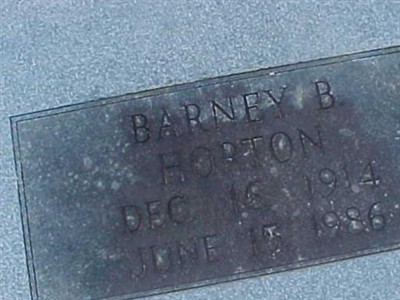 BARNEY B.
HORTON
DEC. 16 1914
JUNE 15 1986